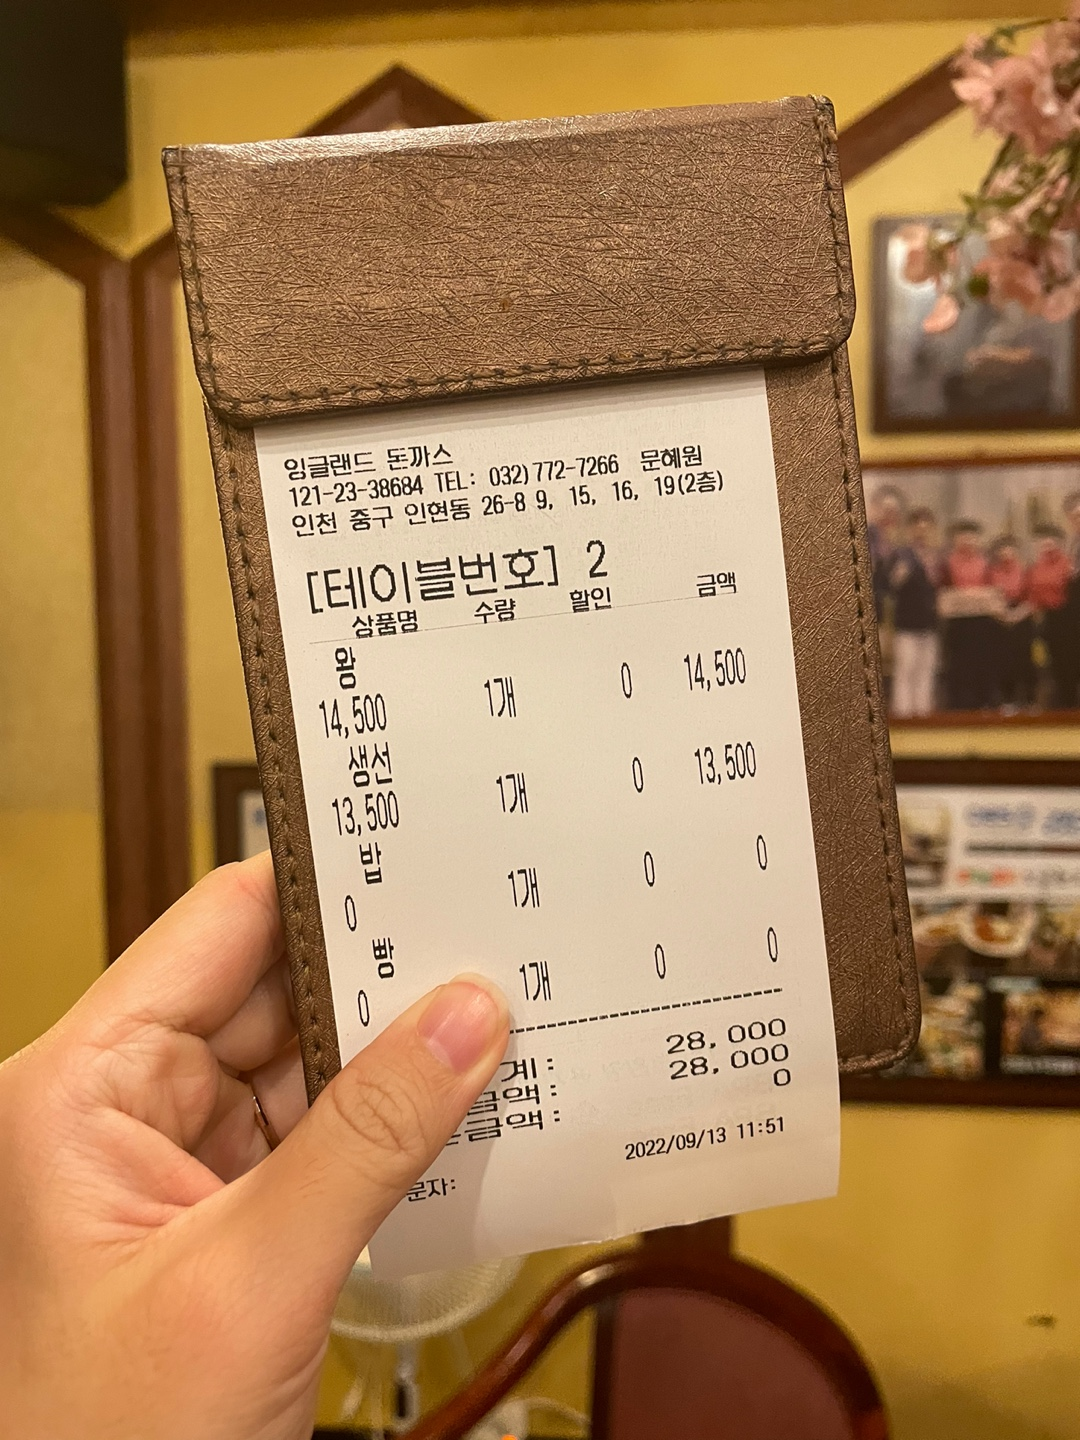 잉글랜드 돈까스
121-23-38684 TEL: 032)772-7266 문혜원
인천 중구 인현동 26-8 9, 15, 16, 19(2층)
[테이블번호] 2
상품명 수량 할인 금액
왕
14,500 1개 0 14,500
생선
13,500 1개 0 13,500
밥
0 1개 0 0
빵
0 1개 0 0
계: 28,000
금액: 28,000
금액: 0
2022/09/13 11:51
문자: